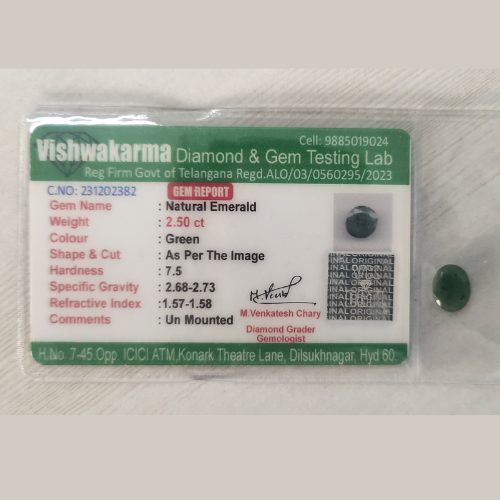 Cell: 9885019024
Vishwakarma Diamond & Gem Testing Lab
Reg Firm Govt of Telangana Regd.ALO/03/0560295/2023
C.NO: 231202382 GEM REPORT
Gem Name : Natural Emerald
Weight : 2.50 ct
Colour : Green
Shape & Cut : As Per The Image
Hardness : 7.5
Specific Gravity : 2.68-2.73
Refractive Index :1.57-1.58
Comments : Un Mounted
M.Venkatesh Chary
Diamond Grader
Gemologist
H.No. 7-45.Opp. ICICI ATM,Konark Theatre Lane, Dilsukhnagar, Hyd 60.